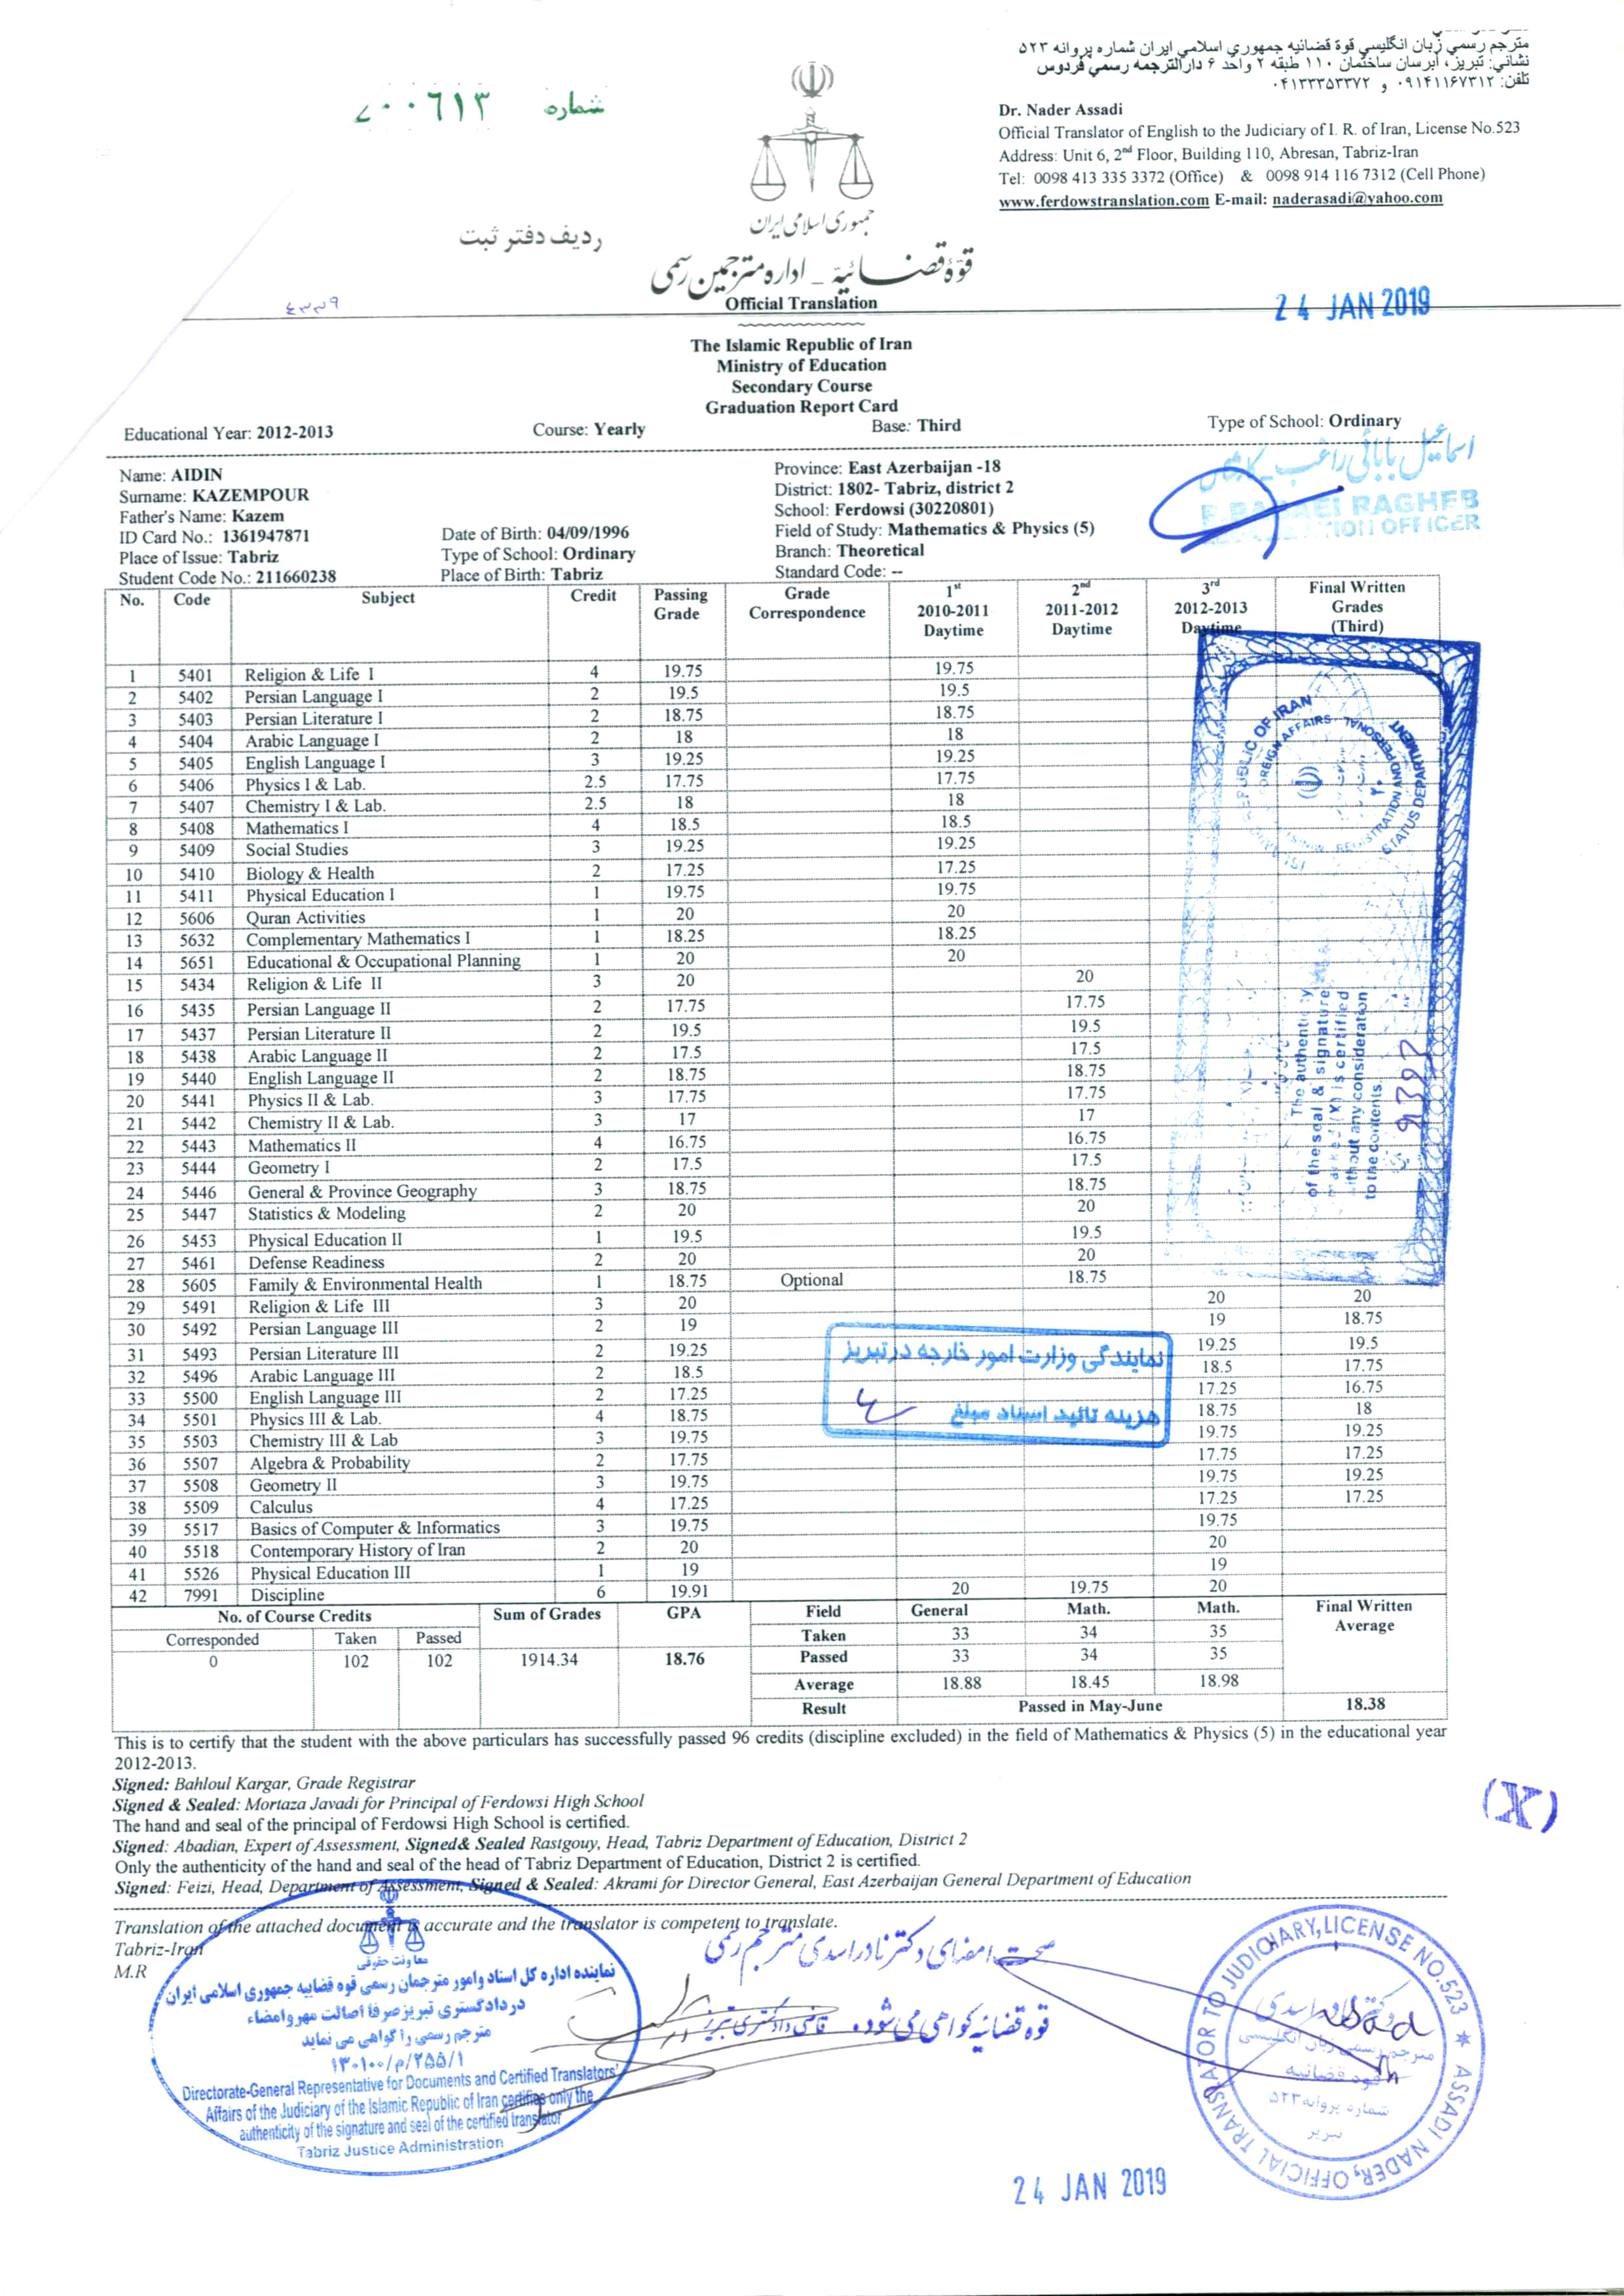 مترجم رسمی زبان انگلیسی قوة قضائیه جمهوری اسلامی ایران شماره پروانه ۵۲۳
نشانی: تبریز، آبرسان ساختمان ۱۱۰ طبقه ۲ واحد ۶ دارالترجمه رسمی فردوس
تلفن: ۰۹۱۴۱۱۶۷۳۱۲ و ۰۴۱۳۳۳۵۳۳۷۲
شماره ۷۰۰۶۱۳
Dr. Nader Assadi
Official Translator of English to the Judiciary of I. R. of Iran, License No.523
Address: Unit 6, 2nd Floor, Building 110, Abresan, Tabriz-Iran
Tel: 0098 413 335 3372 (Office) & 0098 914 116 7312 (Cell Phone)
www.ferdowstranslation.com E-mail: naderasadi@yahoo.com
جمهوری اسلامی ایران
ردیف دفتر ثبت
قوّۀ قضـائیّه - اداره مترجمین رسمی
Official Translation
24 JAN 2019
The Islamic Republic of Iran
Ministry of Education
Secondary Course
Graduation Report Card
Educational Year: 2012-2013 Course: Yearly Base: Third Type of School: Ordinary
Name: AIDIN Province: East Azerbaijan -18
Surname: KAZEMPOUR District: 1802- Tabriz, district 2
Father's Name: Kazem School: Ferdowsi (30220801)
ID Card No.: 1361947871 Date of Birth: 04/09/1996 Field of Study: Mathematics & Physics (5)
Place of Issue: Tabriz Type of School: Ordinary Branch: Theoretical
Student Code No.: 211660238 Place of Birth: Tabriz Standard Code: --
RAGHEB
OFFICER
No. Code Subject Credit Passing Grade Grade Correspondence 1st 2010-2011 Daytime 2nd 2011-2012 Daytime 3rd 2012-2013 Daytime Final Written Grades (Third)
1 5401 Religion & Life I 4 19.75 19.75
2 5402 Persian Language I 2 19.5 19.5
3 5403 Persian Literature I 2 18.75 18.75
4 5404 Arabic Language I 2 18 18
5 5405 English Language I 3 19.25 19.25
6 5406 Physics I & Lab. 2.5 17.75 17.75
7 5407 Chemistry I & Lab. 2.5 18 18
8 5408 Mathematics I 4 18.5 18.5
9 5409 Social Studies 3 19.25 19.25
10 5410 Biology & Health 2 17.25 17.25
11 5411 Physical Education I 1 19.75 19.75
12 5606 Quran Activities 1 20 20
13 5632 Complementary Mathematics I 1 18.25 18.25
14 5651 Educational & Occupational Planning 1 20 20
15 5434 Religion & Life II 3 20 20
16 5435 Persian Language II 2 17.75 17.75
17 5437 Persian Literature II 2 19.5 19.5
18 5438 Arabic Language II 2 17.5 17.5
19 5440 English Language II 2 18.75 18.75
20 5441 Physics II & Lab. 3 17.75 17.75
21 5442 Chemistry II & Lab. 3 17 17
22 5443 Mathematics II 4 16.75 16.75
23 5444 Geometry I 2 17.5 17.5
24 5446 General & Province Geography 3 18.75 18.75
25 5447 Statistics & Modeling 2 20 20
26 5453 Physical Education II 1 19.5 19.5
27 5461 Defense Readiness 2 20 20
28 5605 Family & Environmental Health 1 18.75 Optional 18.75
29 5491 Religion & Life III 3 20 20 20
30 5492 Persian Language III 2 19 19 18.75
31 5493 Persian Literature III 2 19.25 19.25 19.5
32 5496 Arabic Language III 2 18.5 18.5 17.75
33 5500 English Language III 2 17.25 17.25 16.75
34 5501 Physics III & Lab. 4 18.75 18.75 18
35 5503 Chemistry III & Lab 3 19.75 19.75 19.25
36 5507 Algebra & Probability 2 17.75 17.75 17.25
37 5508 Geometry II 3 19.75 19.75 19.25
38 5509 Calculus 4 17.25 17.25 17.25
39 5517 Basics of Computer & Informatics 3 19.75 19.75
40 5518 Contemporary History of Iran 2 20 20
41 5526 Physical Education III 1 19 19
42 7991 Discipline 6 19.91 20 19.75 20
REPUBLIC OF IRAN
FOREIGN AFFAIRS
REGISTRATION AND PERSONAL
STATUS DEPARTMENT
The authenticity
of the seal & signature
marked (X) is certified
without any consideration
to the contents
نمایندگی وزارت امور خارجه در تبریز
هزینه تائید اسناد مبلغ
No. of Course Credits Sum of Grades GPA Field General Math. Math. Final Written Average
Corresponded Taken Passed Taken 33 34 35
0 102 102 1914.34 18.76 Passed 33 34 35
Average 18.88 18.45 18.98
Result Passed in May-June 18.38
This is to certify that the student with the above particulars has successfully passed 96 credits (discipline excluded) in the field of Mathematics & Physics (5) in the educational year
2012-2013.
Signed: Bahloul Kargar, Grade Registrar
Signed & Sealed: Mortaza Javadi for Principal of Ferdowsi High School
The hand and seal of the principal of Ferdowsi High School is certified.
Signed: Abadian, Expert of Assessment, Signed& Sealed Rastgouy, Head, Tabriz Department of Education, District 2
Only the authenticity of the hand and seal of the head of Tabriz Department of Education, District 2 is certified.
Signed: Feizi, Head, Department of Assessment, Signed & Sealed: Akrami for Director General, East Azerbaijan General Department of Education
(X)
Translation of the attached document is accurate and the translator is competent to translate.
Tabriz-Iran
M.R
معاونت حقوقی
نماینده اداره کل اسناد وامور مترجمان رسمی قوه قضاییه جمهوری اسلامی ایران
در دادگستری تبریز صرفا اصالت مهر وامضاء
مترجم رسمی را گواهی می نماید
۱۳۰۱۰۰/م/۲۵۵/۱
Directorate-General Representative for Documents and Certified Translators'
Affairs of the Judiciary of the Islamic Republic of Iran certifies only the
authenticity of the signature and seal of the certified translator
Tabriz Justice Administration
صحت امضای دکتر نادر اسدی مترجم رسمی
قوه قضائیه گواهی می شود. قاضی دادگستری تبریز
ASSADI NADER, OFFICIAL TRANSLATOR TO JUDICIARY, LICENSE NO.523
دکتر نادر اسدی
مترجم رسمی زبان انگلیسی
قوه قضائیه
شماره پروانه ۵۲۳
تبریز
24 JAN 2019